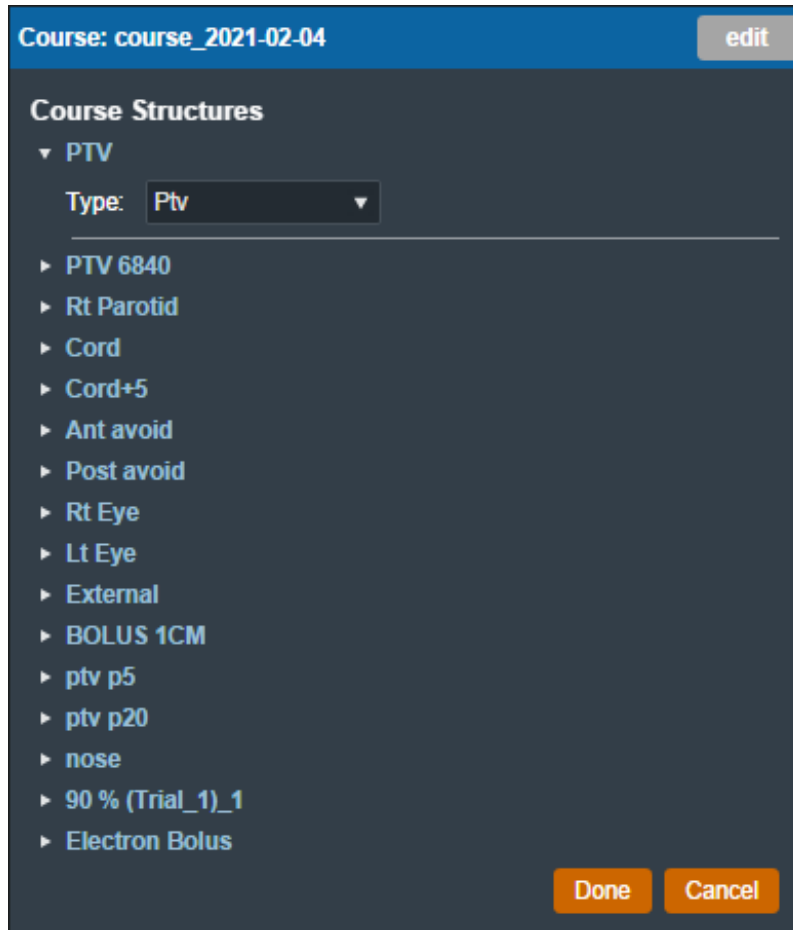 Course: course_2021-02-04 edit
Course Structures
PTV
Type: Ptv
PTV 6840
Rt Parotid
Cord
Cord+5
Ant avoid
Post avoid
Rt Eye
Lt Eye
External
BOLUS 1CM
ptv p5
ptv p20
nose
90 % (Trial_1)_1
Electron Bolus
Done Cancel